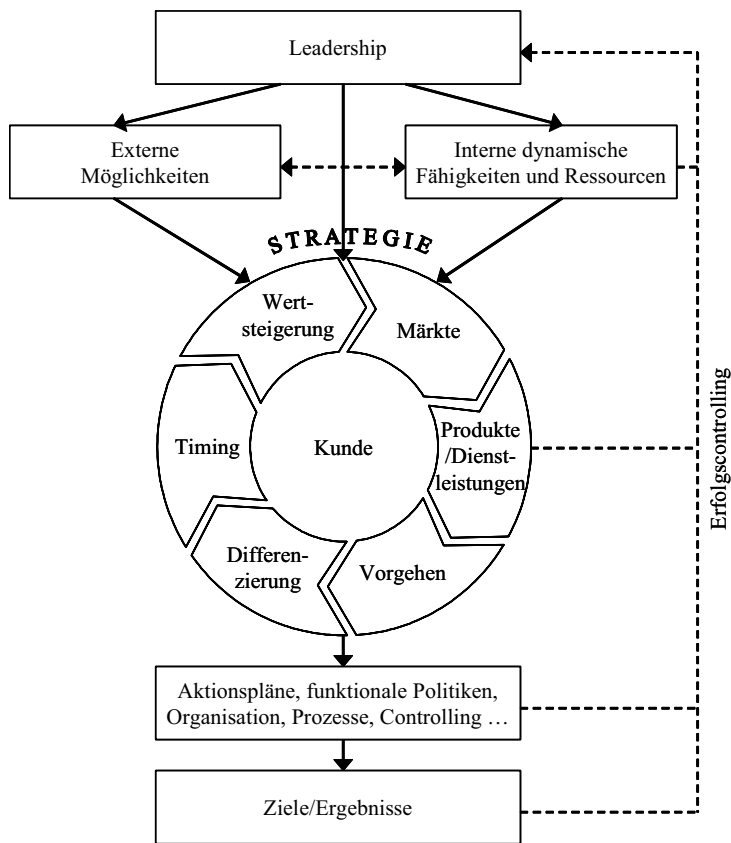 Leadership
Externe
Möglichkeiten
Interne dynamische
Fähigkeiten und Ressourcen
STRATEGIE
Wert-
steigerung
Märkte
Timing
Kunde
Produkte
/Dienst-
leistungen
Differen-
zierung
Vorgehen
Erfolgscontrolling
Aktionspläne, funktionale Politiken,
Organisation, Prozesse, Controlling …
Ziele/Ergebnisse